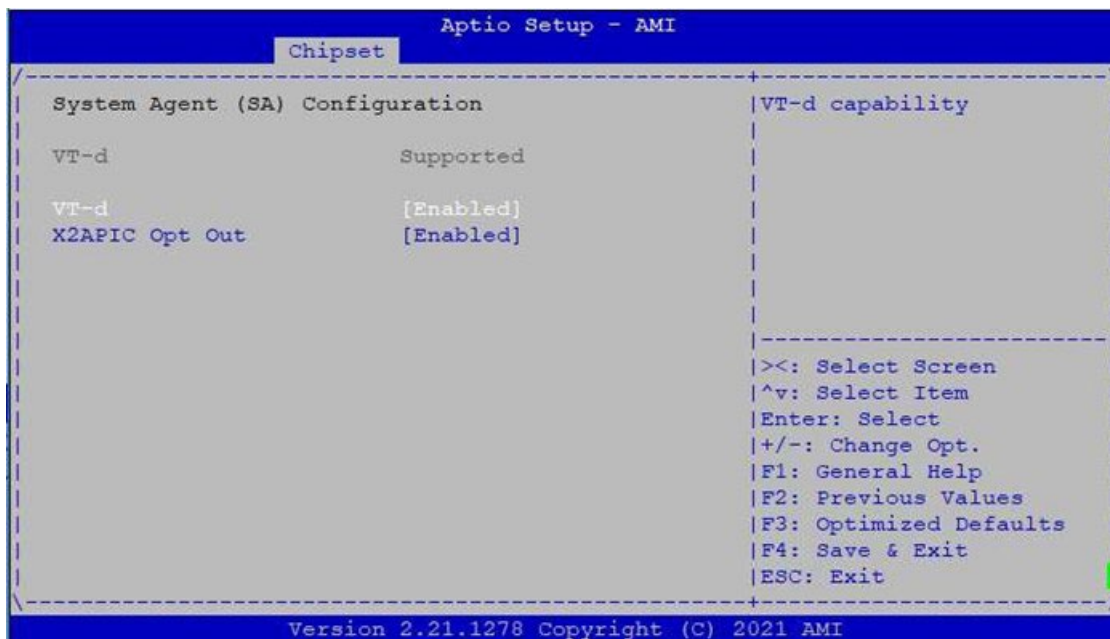 Aptio Setup - AMI
Chipset
System Agent (SA) Configuration
VT-d Supported
VT-d [Enabled]
X2APIC Opt Out [Enabled]
VT-d capability
><: Select Screen
^v: Select Item
Enter: Select
+/-: Change Opt.
F1: General Help
F2: Previous Values
F3: Optimized Defaults
F4: Save & Exit
ESC: Exit
Version 2.21.1278 Copyright (C) 2021 AMI